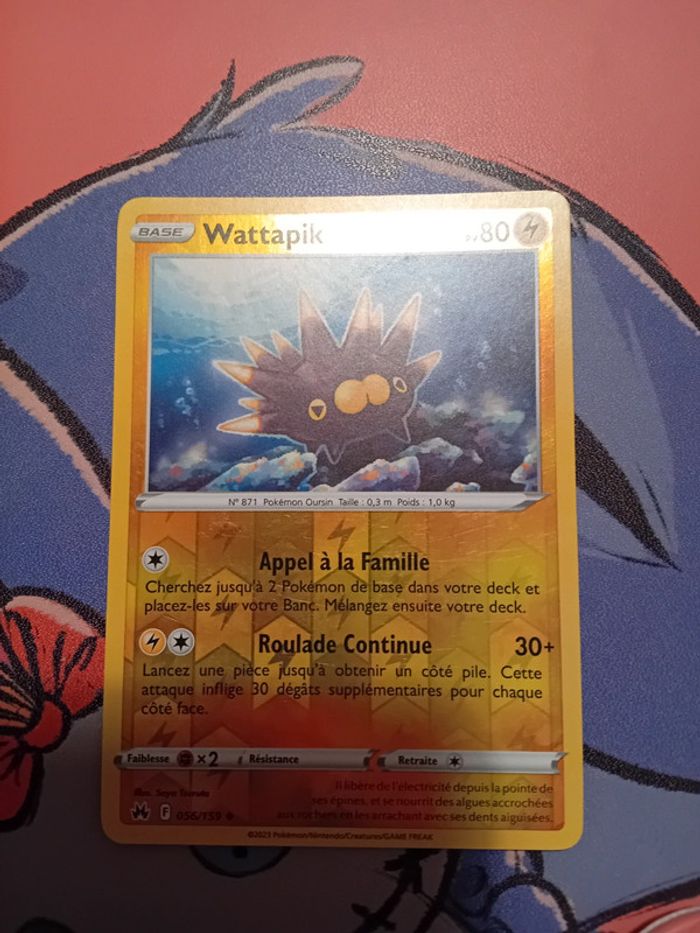 BASE Wattapik PV80
N° 871 Pokémon Oursin Taille : 0,3 m Poids : 1,0 kg
Appel à la Famille
Cherchez jusqu'à 2 Pokémon de base dans votre deck et
placez-les sur votre Banc. Mélangez ensuite votre deck.
Roulade Continue 30+
Lancez une pièce jusqu'à obtenir un côté pile. Cette
attaque inflige 30 dégâts supplémentaires pour chaque
côté face.
Faiblesse ×2 Résistance Retraite
Illus. Saya Tsuruta
Il libère de l'électricité depuis la pointe de
ses épines, et se nourrit des algues accrochées
aux rochers en les arrachant avec ses dents aiguisées.
F 056/159
©2023 Pokémon/Nintendo/Creatures/GAME FREAK